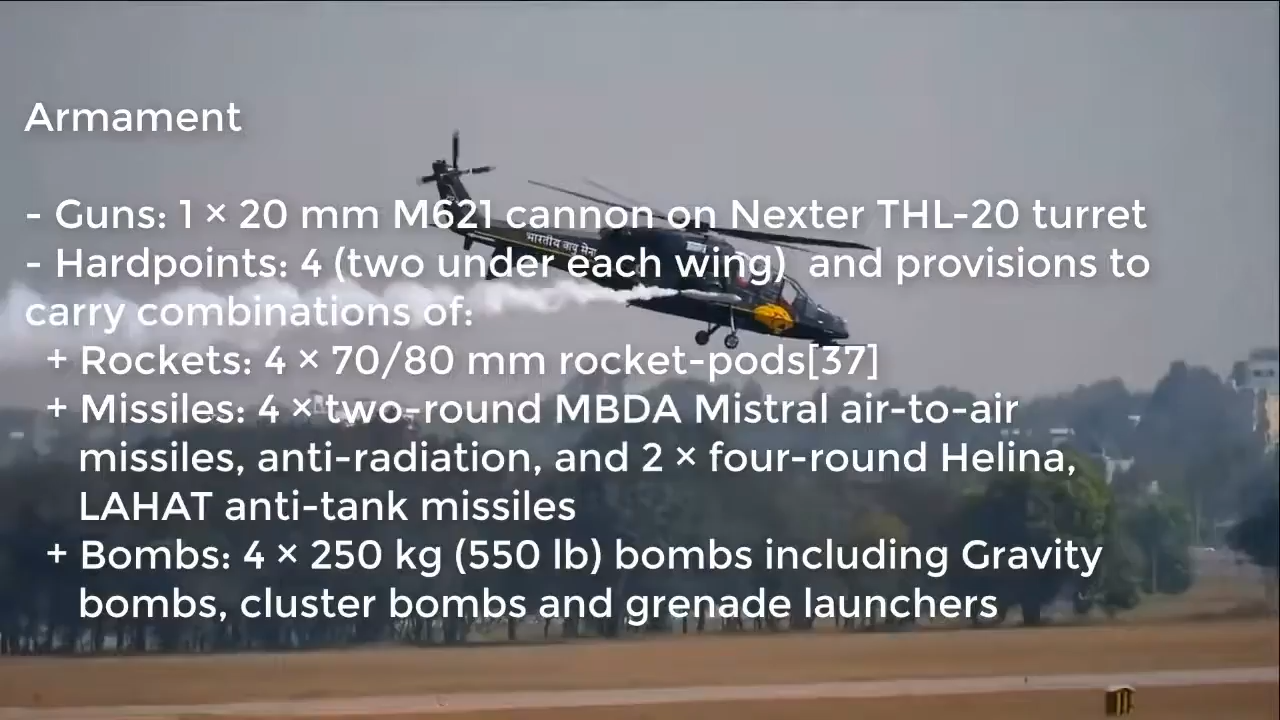 Armament
- Guns: 1 × 20 mm M621 cannon on Nexter THL-20 turret
भारतीय वायु सेना
- Hardpoints: 4 (two under each wing)  and provisions to
carry combinations of:
+ Rockets: 4 × 70/80 mm rocket-pods[37]
+ Missiles: 4 × two-round MBDA Mistral air-to-air
missiles, anti-radiation, and 2 × four-round Helina,
LAHAT anti-tank missiles
+ Bombs: 4 × 250 kg (550 lb) bombs including Gravity
bombs, cluster bombs and grenade launchers